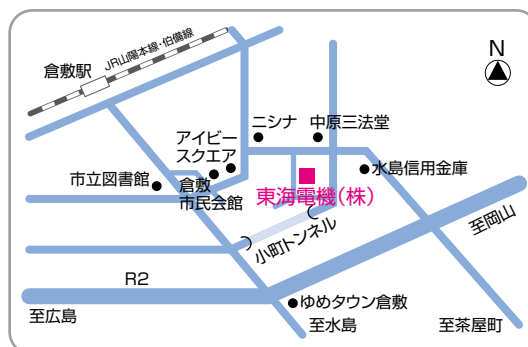 JR山陽本線・伯備線
倉敷駅
N
ニシナ
中原三法堂
アイビー
スクエア
水島信用金庫
市立図書館
倉敷
市民会館
東海電機(株)
小町トンネル
至岡山
R2
ゆめタウン倉敷
至広島
至水島
至茶屋町